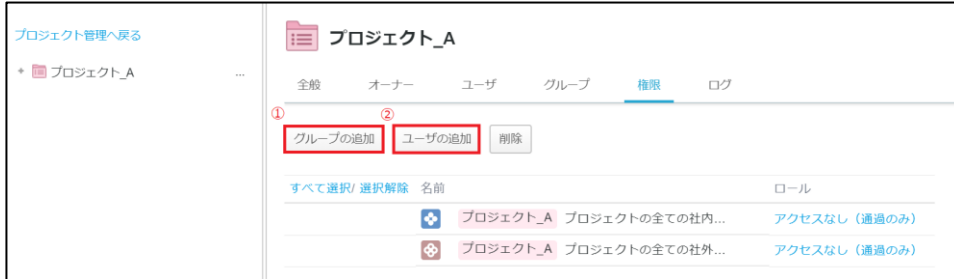 プロジェクト管理へ戻る
プロジェクト_A ...
プロジェクト_A
全般 オーナー ユーザ グループ 権限 ログ
① ②
グループの追加 ユーザの追加 削除
すべて選択/ 選択解除 名前 ロール
プロジェクト_A プロジェクトの全ての社内... アクセスなし（通過のみ）
プロジェクト_A プロジェクトの全ての社外... アクセスなし（通過のみ）